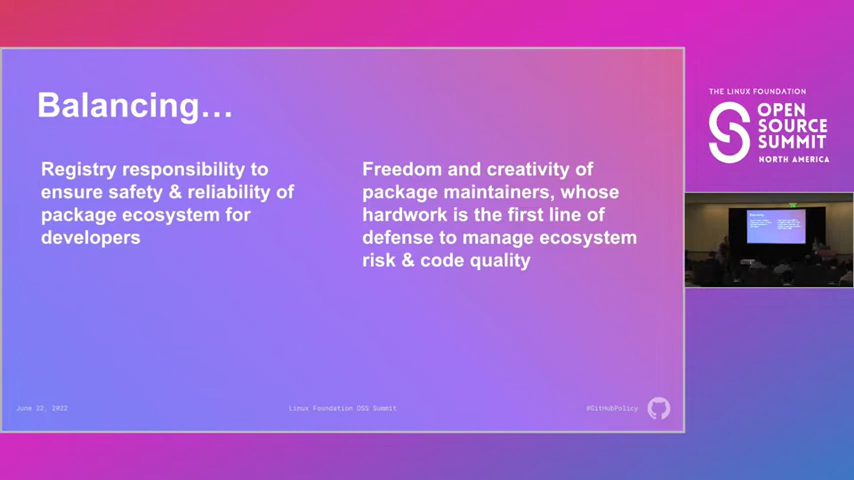 Balancing...
Registry responsibility to
ensure safety & reliability of
package ecosystem for
developers
Freedom and creativity of
package maintainers, whose
hardwork is the first line of
defense to manage ecosystem
risk & code quality
June 22, 2022
Linux Foundation OSS Summit
#GitHubPolicy
THE LINUX FOUNDATION
OPEN
SOURCE
SUMMIT
NORTH AMERICA